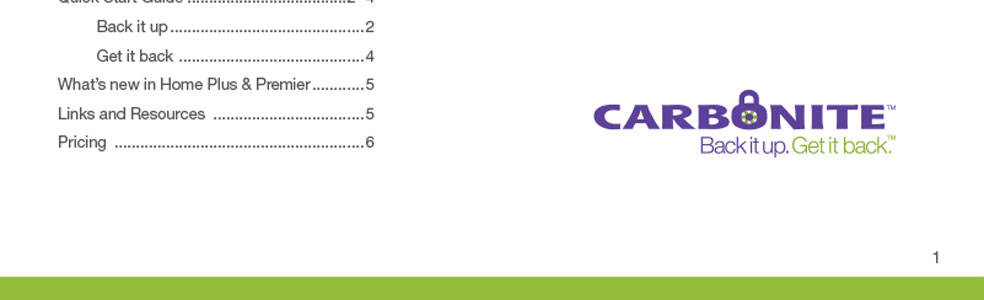 Quick Start Guide ......................................2-4
Back it up .............................................2
Get it back ...........................................4
What's new in Home Plus & Premier ............5
Links and Resources ...................................5
Pricing ..........................................................6
CARBONITE™
Back it up. Get it back.™
1